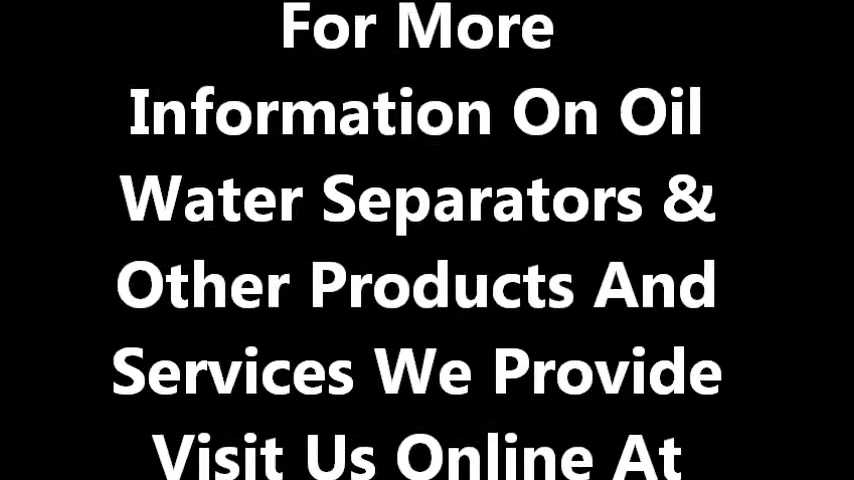 For More
Information On Oil
Water Separators &
Other Products And
Services We Provide
Visit Us Online At